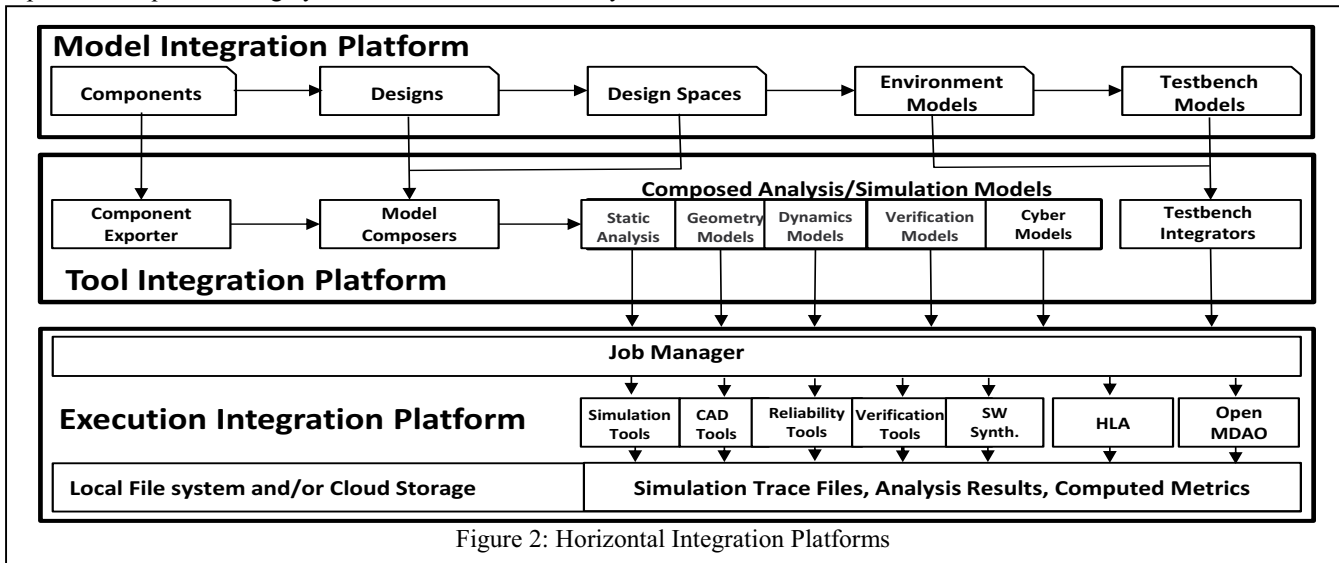 Model Integration Platform
Components
Designs
Design Spaces
Environment
Models
Testbench
Models
Composed Analysis/Simulation Models
Component
Exporter
Model
Composers
Static
Analysis
Geometry
Models
Dynamics
Models
Verification
Models
Cyber
Models
Testbench
Integrators
Tool Integration Platform
Job Manager
Execution Integration Platform
Simulation
Tools
CAD
Tools
Reliability
Tools
Verification
Tools
SW
Synth.
HLA
Open
MDAO
Local File system and/or Cloud Storage
Simulation Trace Files, Analysis Results, Computed Metrics
Figure 2: Horizontal Integration Platforms